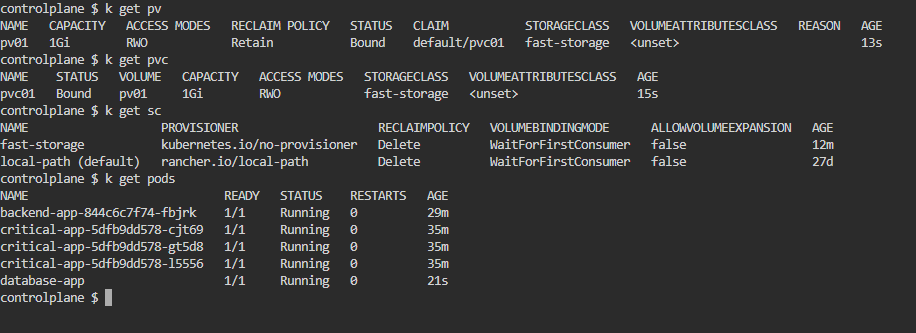 controlplane $ k get pv
NAME   CAPACITY   ACCESS MODES   RECLAIM POLICY   STATUS   CLAIM           STORAGECLASS   VOLUMEATTRIBUTESCLASS   REASON   AGE
pv01   1Gi        RWO            Retain           Bound    default/pvc01   fast-storage   <unset>                          13s
controlplane $ k get pvc
NAME    STATUS   VOLUME   CAPACITY   ACCESS MODES   STORAGECLASS   VOLUMEATTRIBUTESCLASS   AGE
pvc01   Bound    pv01     1Gi        RWO            fast-storage   <unset>                 15s
controlplane $ k get sc
NAME                   PROVISIONER                    RECLAIMPOLICY   VOLUMEBINDINGMODE      ALLOWVOLUMEEXPANSION   AGE
fast-storage           kubernetes.io/no-provisioner   Delete          WaitForFirstConsumer   false                  12m
local-path (default)   rancher.io/local-path          Delete          WaitForFirstConsumer   false                  27d
controlplane $ k get pods
NAME                            READY   STATUS    RESTARTS   AGE
backend-app-844c6c7f74-fbjrk    1/1     Running   0          29m
critical-app-5dfb9dd578-cjt69   1/1     Running   0          35m
critical-app-5dfb9dd578-gt5d8   1/1     Running   0          35m
critical-app-5dfb9dd578-l5556   1/1     Running   0          35m
database-app                    1/1     Running   0          21s
controlplane $